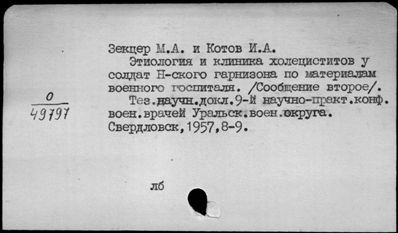 Зекцер М.А. и Котов И.А.
Этиология и клиника холециститов у
солдат Н-ского гарнизона по материалам
военного госпиталя. /Сообщение второе/.
Тез.научн.докл.9-й научно-практ.конф.
воен.врачей Уральск.воен.округа.
Свердловск,1957,8-9.
О
49797
лб